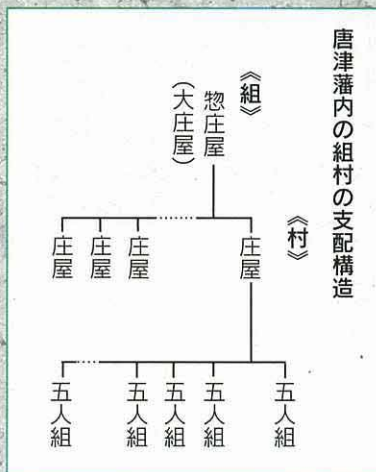 唐津藩内の組村の支配構造
《組》
惣庄屋
(大庄屋)
《村》
庄屋
庄屋
庄屋
庄屋
五人組
五人組
五人組
五人組
五人組